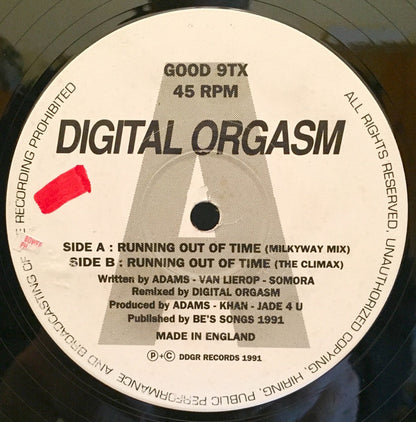 GOOD 9TX
45 RPM
DIGITAL ORGASM
A
SIDE A : RUNNING OUT OF TIME (MILKYWAY MIX)
SIDE B : RUNNING OUT OF TIME (THE CLIMAX)
Written by ADAMS - VAN LIEROP - SOMORA
Remixed by DIGITAL ORGASM
Produced by ADAMS - KHAN - JADE 4 U
Published by BE'S SONGS 1991
MADE IN ENGLAND
P + C DDGR RECORDS 1991
ALL RIGHTS RESERVED, UNAUTHORIZED COPYING, HIRING, PUBLIC PERFORMANCE, AND BROADCASTING OF RECORDING PROHIBITED